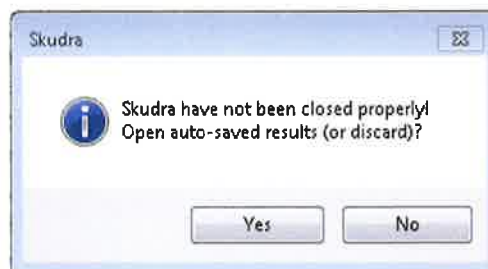 Skudra
Skudra have not been closed properly!
Open auto-saved results (or discard)?
Yes
No